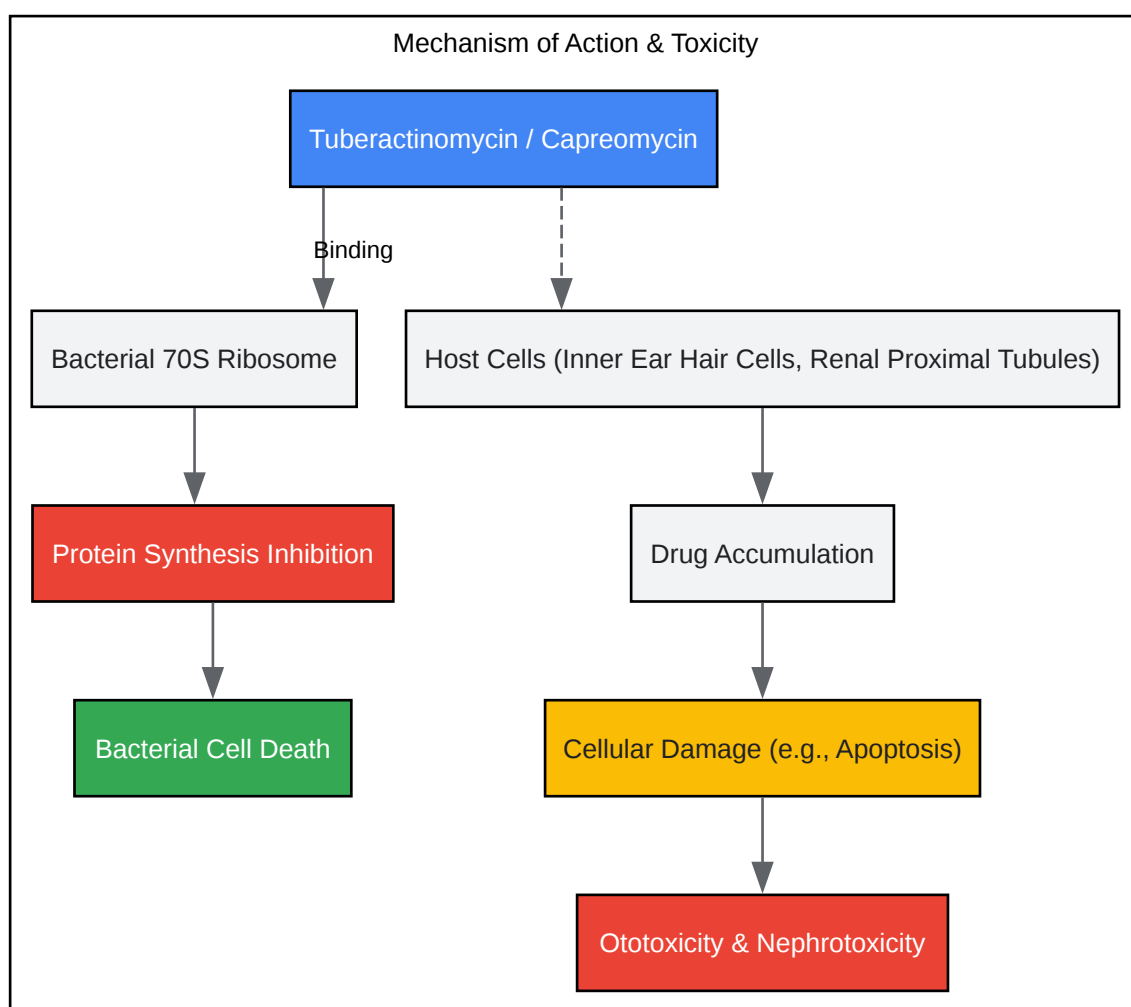 Mechanism of Action & Toxicity
Tuberactinomycin / Capreomycin
Binding
Bacterial 70S Ribosome
Host Cells (Inner Ear Hair Cells, Renal Proximal Tubules)
Protein Synthesis Inhibition
Drug Accumulation
Bacterial Cell Death
Cellular Damage (e.g., Apoptosis)
Ototoxicity & Nephrotoxicity